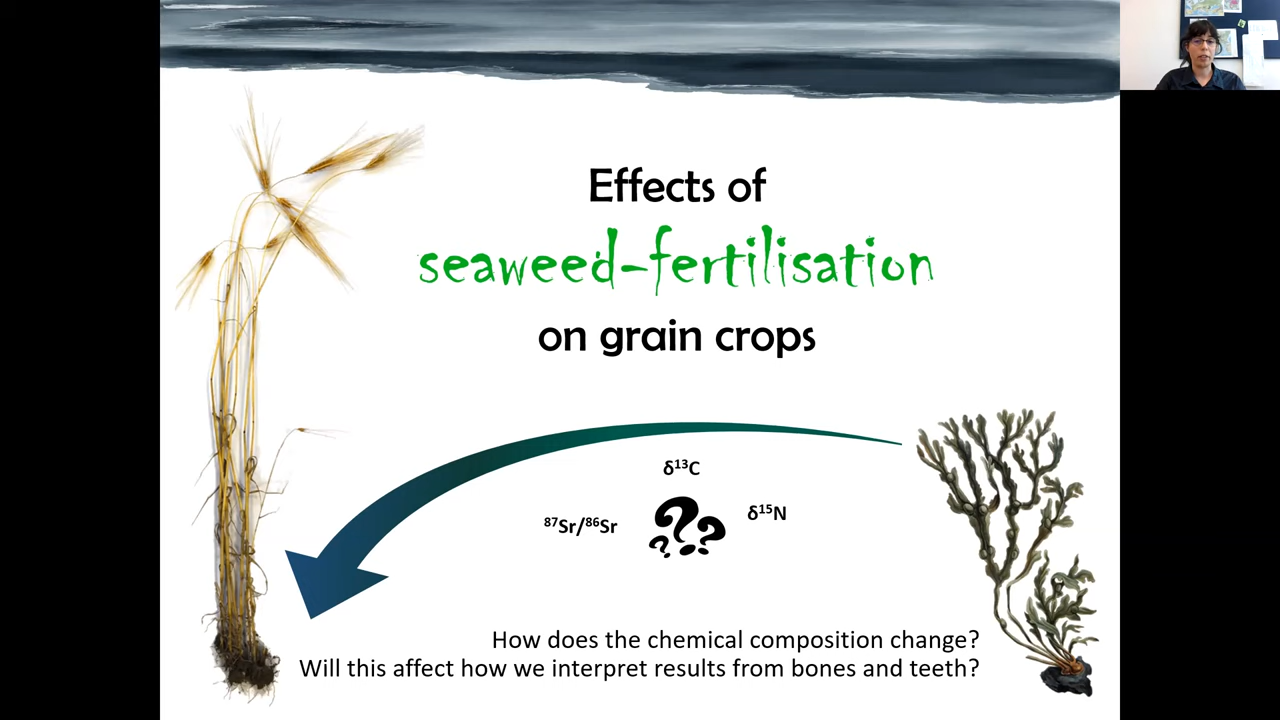 Effects of
seaweed-fertilisation
on grain crops
δ¹³C
⁸⁷Sr/⁸⁶Sr
???
δ¹⁵N
How does the chemical composition change?
Will this affect how we interpret results from bones and teeth?